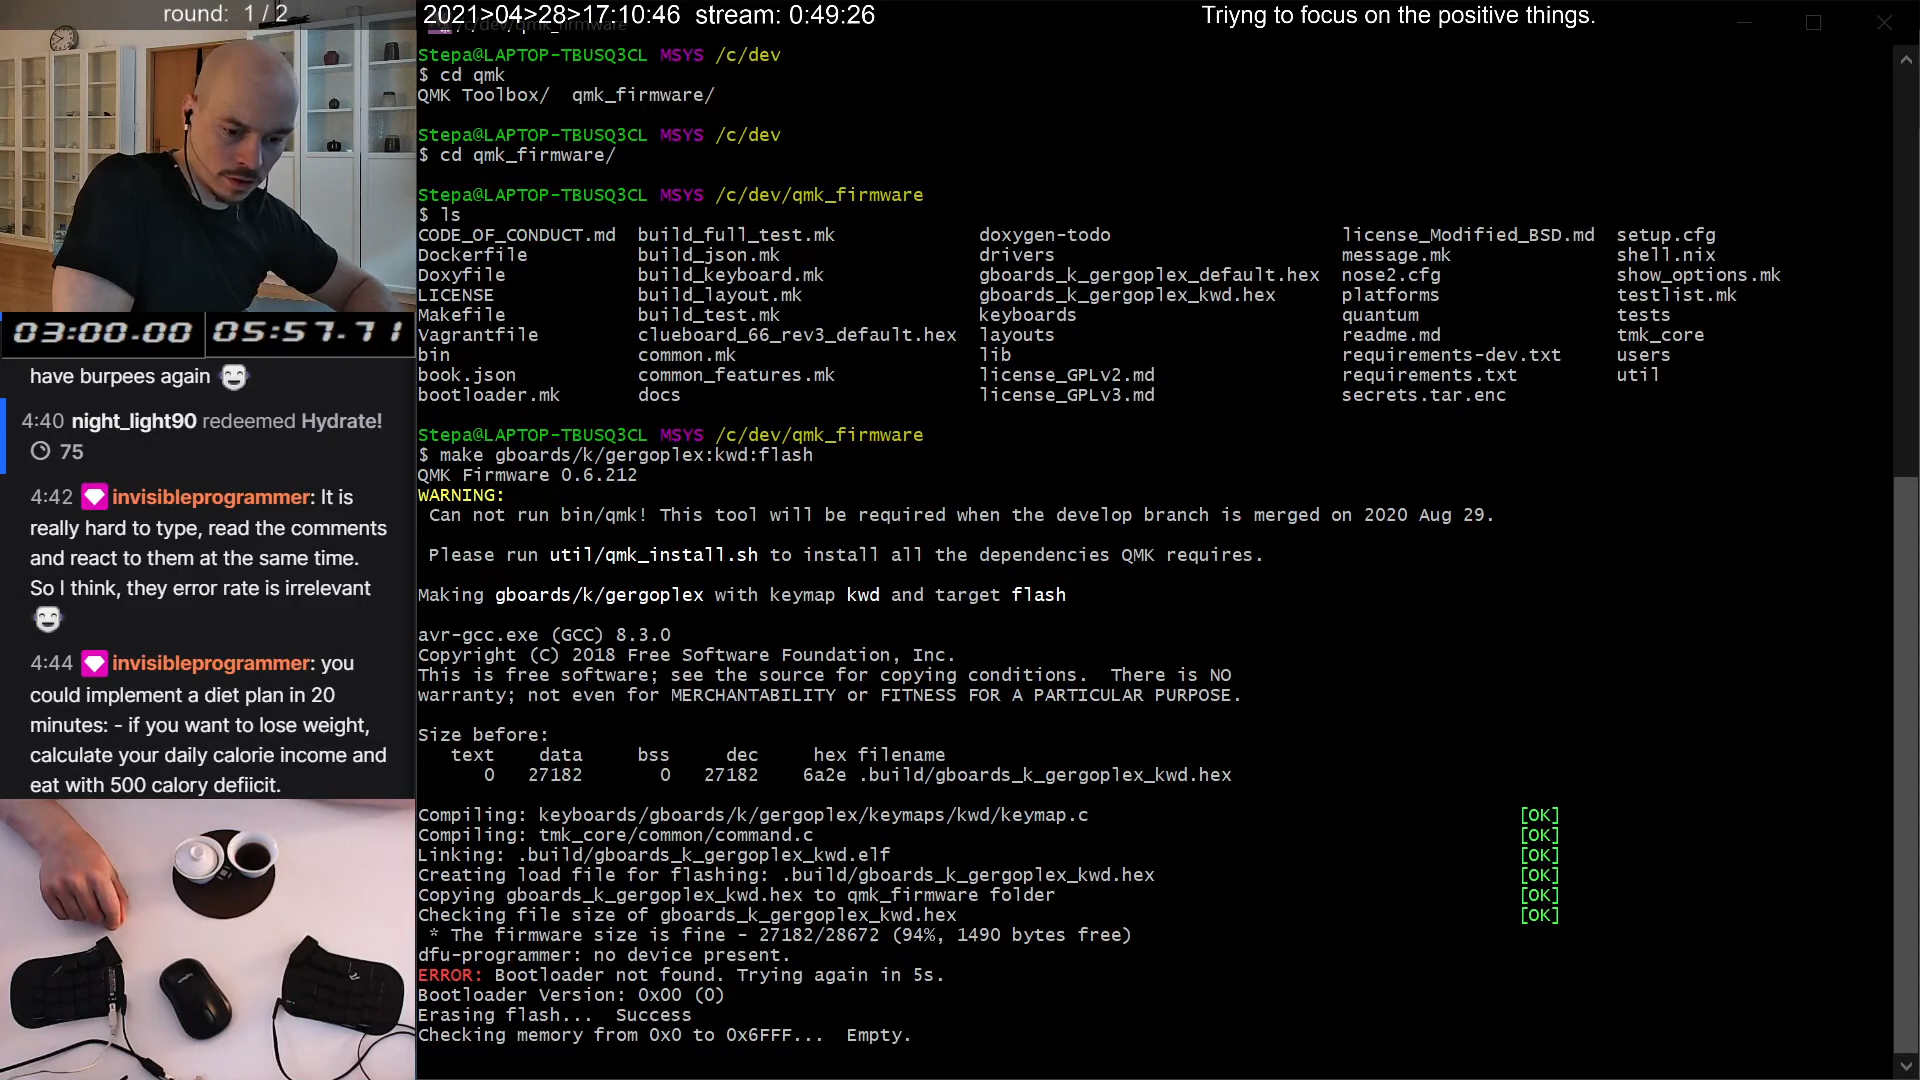 round: 1 / 2
2021>04>28>17:10:46 stream: 0:49:26
Triyng to focus on the positive things.
Stepa@LAPTOP-TBUSQ3CL MSYS /c/dev
$ cd qmk
QMK Toolbox/ qmk_firmware/
Stepa@LAPTOP-TBUSQ3CL MSYS /c/dev
$ cd qmk_firmware/
Stepa@LAPTOP-TBUSQ3CL MSYS /c/dev/qmk_firmware
$ ls
CODE_OF_CONDUCT.md build_full_test.mk doxygen-todo license_Modified_BSD.md setup.cfg
Dockerfile build_json.mk drivers message.mk shell.nix
Doxyfile build_keyboard.mk gboards_k_gergoplex_default.hex nose2.cfg show_options.mk
LICENSE build_layout.mk gboards_k_gergoplex_kwd.hex platforms testlist.mk
Makefile build_test.mk keyboards quantum tests
Vagrantfile clueboard_66_rev3_default.hex layouts readme.md tmk_core
bin common.mk lib requirements-dev.txt users
book.json common_features.mk license_GPLv2.md requirements.txt util
bootloader.mk docs license_GPLv3.md secrets.tar.enc
Stepa@LAPTOP-TBUSQ3CL MSYS /c/dev/qmk_firmware
$ make gboards/k/gergoplex:kwd:flash
QMK Firmware 0.6.212
WARNING:
Can not run bin/qmk! This tool will be required when the develop branch is merged on 2020 Aug 29.
Please run util/qmk_install.sh to install all the dependencies QMK requires.
Making gboards/k/gergoplex with keymap kwd and target flash
avr-gcc.exe (GCC) 8.3.0
Copyright (C) 2018 Free Software Foundation, Inc.
This is free software; see the source for copying conditions. There is NO
warranty; not even for MERCHANTABILITY or FITNESS FOR A PARTICULAR PURPOSE.
Size before:
text data bss dec hex filename
0 27182 0 27182 6a2e .build/gboards_k_gergoplex_kwd.hex
Compiling: keyboards/gboards/k/gergoplex/keymaps/kwd/keymap.c [OK]
Compiling: tmk_core/common/command.c [OK]
Linking: .build/gboards_k_gergoplex_kwd.elf [OK]
Creating load file for flashing: .build/gboards_k_gergoplex_kwd.hex [OK]
Copying gboards_k_gergoplex_kwd.hex to qmk_firmware folder [OK]
Checking file size of gboards_k_gergoplex_kwd.hex [OK]
* The firmware size is fine - 27182/28672 (94%, 1490 bytes free)
dfu-programmer: no device present.
ERROR: Bootloader not found. Trying again in 5s.
Bootloader Version: 0x00 (0)
Erasing flash... Success
Checking memory from 0x0 to 0x6FFF... Empty.
03:00.00 05:57.71
have burpees again
4:40 night_light90 redeemed Hydrate!
75
4:42 invisibleprogrammer: It is
really hard to type, read the comments
and react to them at the same time.
So I think, they error rate is irrelevant
4:44 invisibleprogrammer: you
could implement a diet plan in 20
minutes: - if you want to lose weight,
calculate your daily calorie income and
eat with 500 calory defiicit.